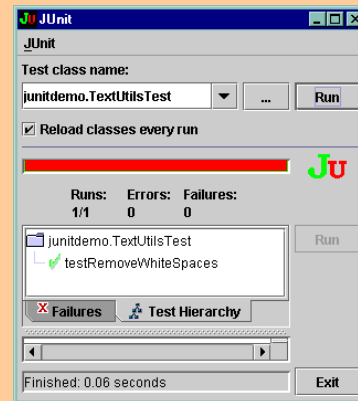 JU JUnit
JUnit
Test class name:
junitdemo.TextUtilsTest ... Run
Reload classes every run
JU
Runs: Errors: Failures:
1/1 0 0
Run
junitdemo.TextUtilsTest
testRemoveWhiteSpaces
Failures Test Hierarchy
Finished: 0.06 seconds Exit